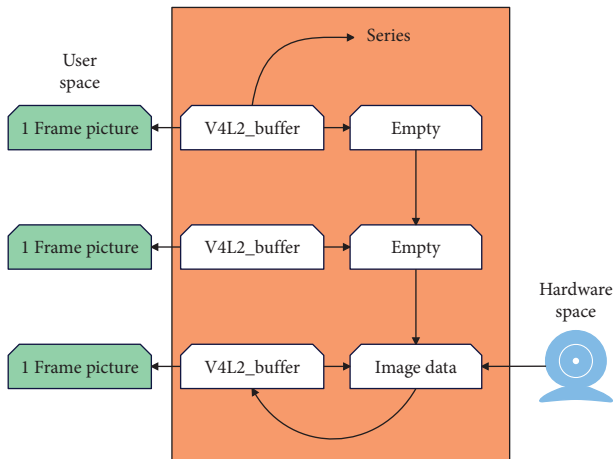 Series
User
space
1 Frame picture
V4L2_buffer
Empty
1 Frame picture
V4L2_buffer
Empty
Hardware
space
1 Frame picture
V4L2_buffer
Image data